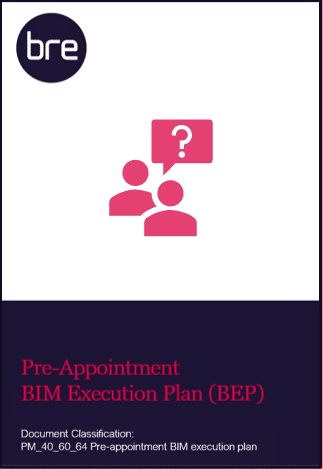 bre
?
Pre-Appointment
BIM Execution Plan (BEP)
Document Classification:
PM_40_60_64 Pre-appointment BIM execution plan